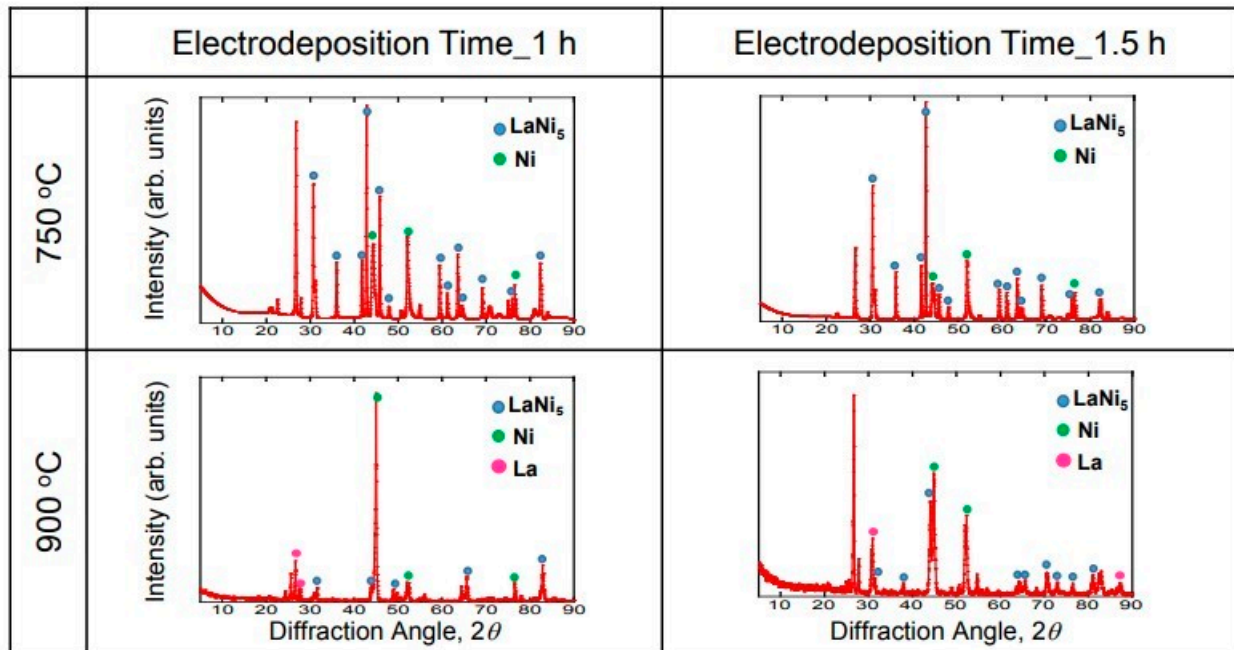 Electrodeposition Time_1 h
Electrodeposition Time_1.5 h
750 ºC
Intensity (arb. units)
LaNi₅
Ni
10 20 30 40 50 60 70 80 90
LaNi₅
Ni
10 20 30 40 50 60 70 80 90
900 ºC
Intensity (arb. units)
LaNi₅
Ni
La
10 20 30 40 50 60 70 80 90
Diffraction Angle, 2θ
LaNi₅
Ni
La
10 20 30 40 50 60 70 80 90
Diffraction Angle, 2θ